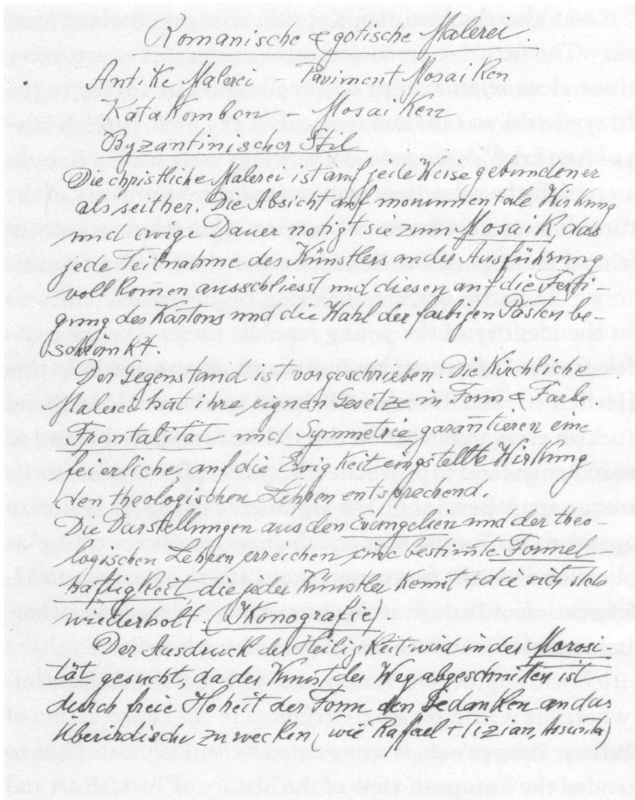 Romanische & gotische Malerei.
Antike Malerei Paviment Mosaiken
Katakomben – Mosaiken
Byzantinischer Stil
Die christliche Malerei ist auf jede Weise gebundener
als seither. Die Absicht auf monumentale Wirkung
und ewige Dauer nötigt sie zum Mosaik, das
jede Teilnahme des Künstlers an der Ausführung
vollkomen ausschliesst und diesen auf die Ferti-
gung des Kartons und die Wahl der farbigen Pasten be-
schränkt.
Der Gegenstand ist vorgeschrieben. Die Kirchliche
Malerei hat ihre eignen Gesetze in Form & Farbe
Frontalität und Symmetrie garantieren eine
feierliche auf die Ewigkeit eingstellte Wirkung
den theologischen Lehren entsprechend.
Die Darstellungen aus den Evangelien und der theo-
logischen Lehren erreichen eine bestimte Formel-
haftigkeit die jeder Künstler kennt + die sich stets
wiederholt (Ikonografie).
Der Ausdruck der Heiligkeit wird in der Morosi
tät gesucht, da der Kunst der Weg abgeschnitten ist
durch freie Hoheit der Form den Gedanken an das
Überirdische zu wecken (wie Raffael + Tizian, Assunta)